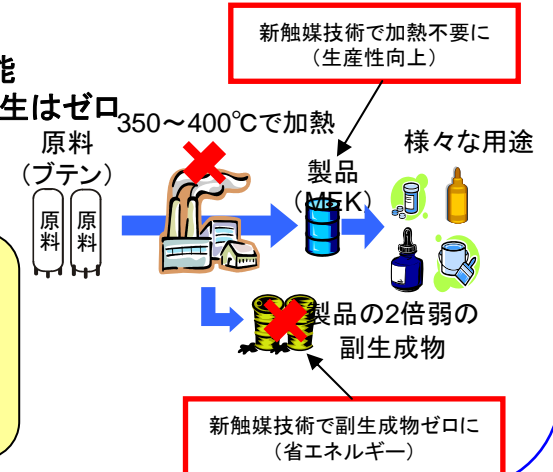 新触媒技術で加熱不要に
（生産性向上）
能
生はゼロ
350～400℃で加熱
原料
（ブテン）
原料
原料
製品
（MEK）
様々な用途
製品の2倍弱の
副生成物
新触媒技術で副生成物ゼロに
（省エネルギー）